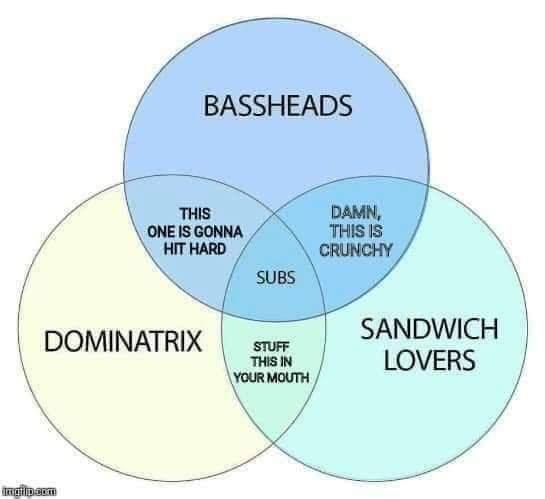 BASSHEADS
THIS
ONE IS GONNA
HIT HARD
DAMN,
THIS IS
CRUNCHY
SUBS
DOMINATRIX
STUFF
THIS IN
YOUR MOUTH
SANDWICH
LOVERS
imgflip.com